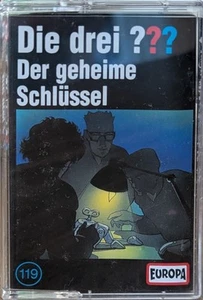 Die drei ???
Der geheime
Schlüssel
119
EUROPA